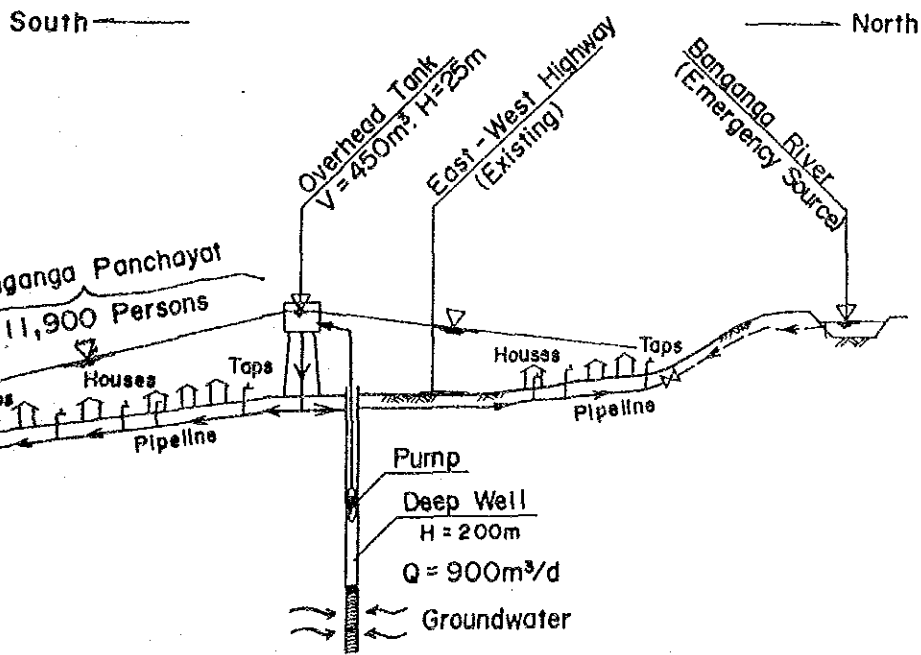 South
North
Overhead Tank
V = 450m³. H=25m
East-West Highway
(Existing)
Banganga River
(Emergency Source)
Panchayat
11,900 Persons
Houses
Taps
Pipeline
Houses
Taps
Pipeline
Pump
Deep Well
H = 200m
Q = 900m³/d
Groundwater